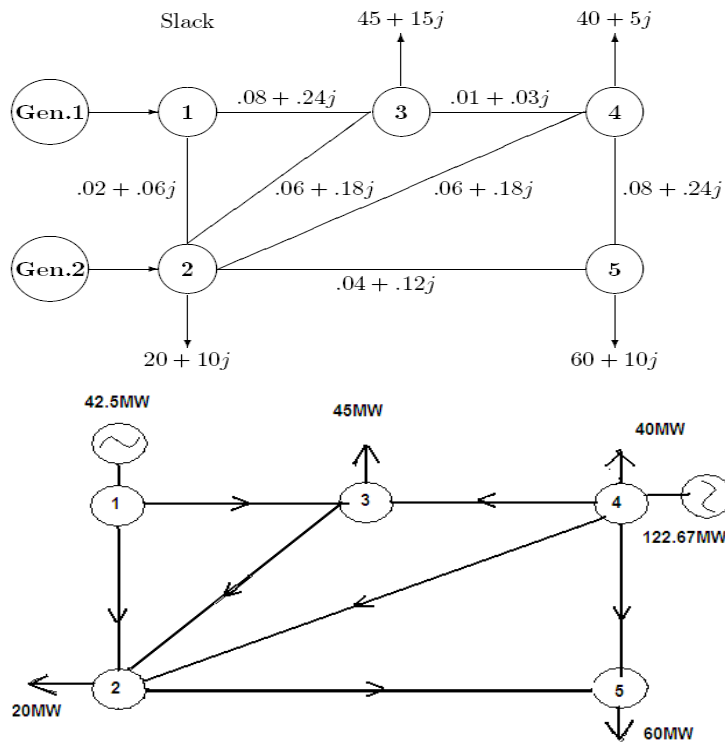 Slack
45 + 15j
40 + 5j
Gen.1
1
.08 + .24j
3
.01 + .03j
4
.02 + .06j
.06 + .18j
.06 + .18j
.08 + .24j
Gen.2
2
.04 + .12j
5
20 + 10j
60 + 10j
42.5MW
45MW
40MW
1
3
4
122.67MW
2
5
20MW
60MW